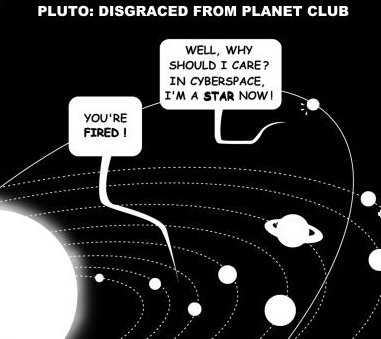 PLUTO: DISGRACED FROM PLANET CLUB
WELL, WHY
SHOULD I CARE?
IN CYBERSPACE,
I'M A STAR NOW!
YOU'RE
FIRED !